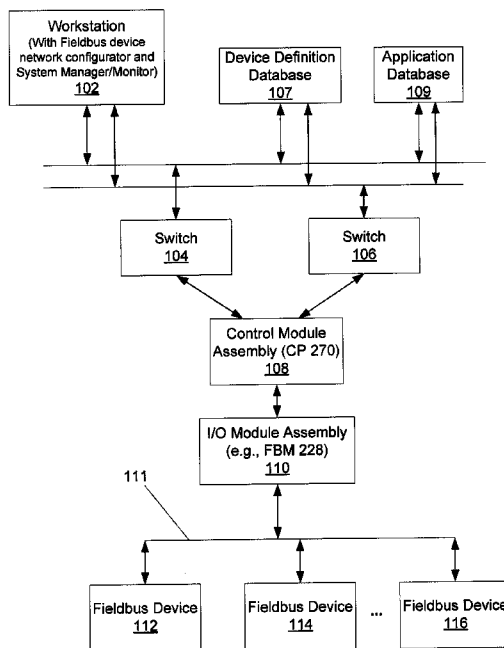 Workstation
(With Fieldbus device
network configurator and
System Manager/Monitor)
102
Device Definition
Database
107
Application
Database
109
Switch
104
Switch
106
Control Module
Assembly (CP 270)
108
I/O Module Assembly
(e.g., FBM 228)
110
111
Fieldbus Device
112
Fieldbus Device
114
...
Fieldbus Device
116